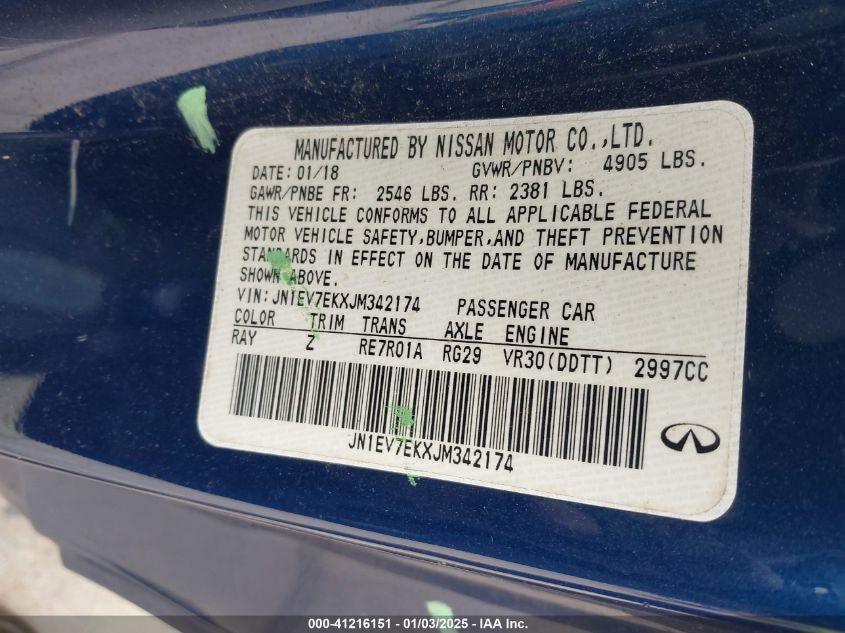 MANUFACTURED BY NISSAN MOTOR CO.,LTD.
DATE: 01/18 GVWR/PNBV: 4905 LBS.
GAWR/PNBE FR: 2546 LBS. RR: 2381 LBS.
THIS VEHICLE CONFORMS TO ALL APPLICABLE FEDERAL
MOTOR VEHICLE SAFETY,BUMPER,AND THEFT PREVENTION
STANDARDS IN EFFECT ON THE DATE OF MANUFACTURE
SHOWN ABOVE.
VIN: JN1EV7EKXJM342174 PASSENGER CAR
COLOR TRIM TRANS AXLE ENGINE
RAY Z RE7R01A RG29 VR30(DDTT) 2997CC
JN1EV7EKXJM342174
000-41216151 - 01/03/2025 - IAA Inc.